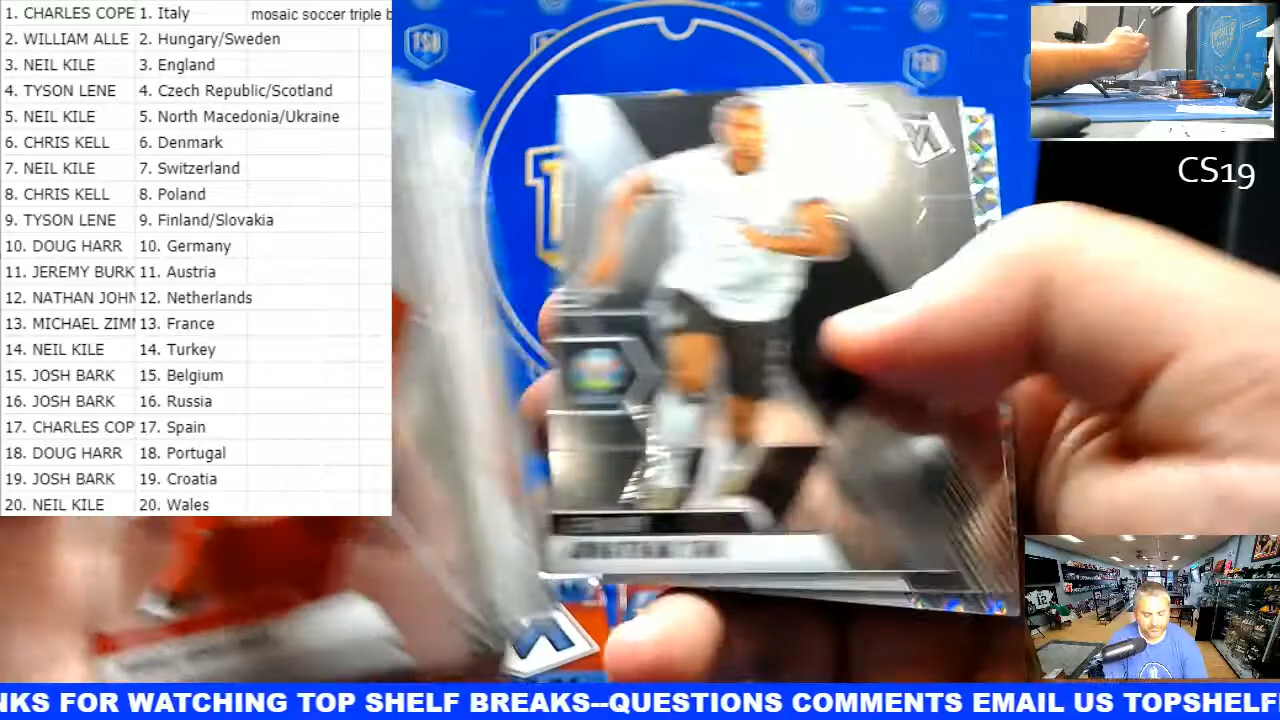 1. CHARLES COPE 1. Italy mosaic soccer triple b
2. WILLIAM ALLE 2. Hungary/Sweden
3. NEIL KILE 3. England
4. TYSON LENE 4. Czech Republic/Scotland
5. NEIL KILE 5. North Macedonia/Ukraine
6. CHRIS KELL 6. Denmark
7. NEIL KILE 7. Switzerland
8. CHRIS KELL 8. Poland
9. TYSON LENE 9. Finland/Slovakia
10. DOUG HARR 10. Germany
11. JEREMY BURK 11. Austria
12. NATHAN JOHN 12. Netherlands
13. MICHAEL ZIMM 13. France
14. NEIL KILE 14. Turkey
15. JOSH BARK 15. Belgium
16. JOSH BARK 16. Russia
17. CHARLES COP 17. Spain
18. DOUG HARR 18. Portugal
19. JOSH BARK 19. Croatia
20. NEIL KILE 20. Wales
TSB
CS19
NKS FOR WATCHING TOP SHELF BREAKS--QUESTIONS COMMENTS EMAIL US TOPSHELF